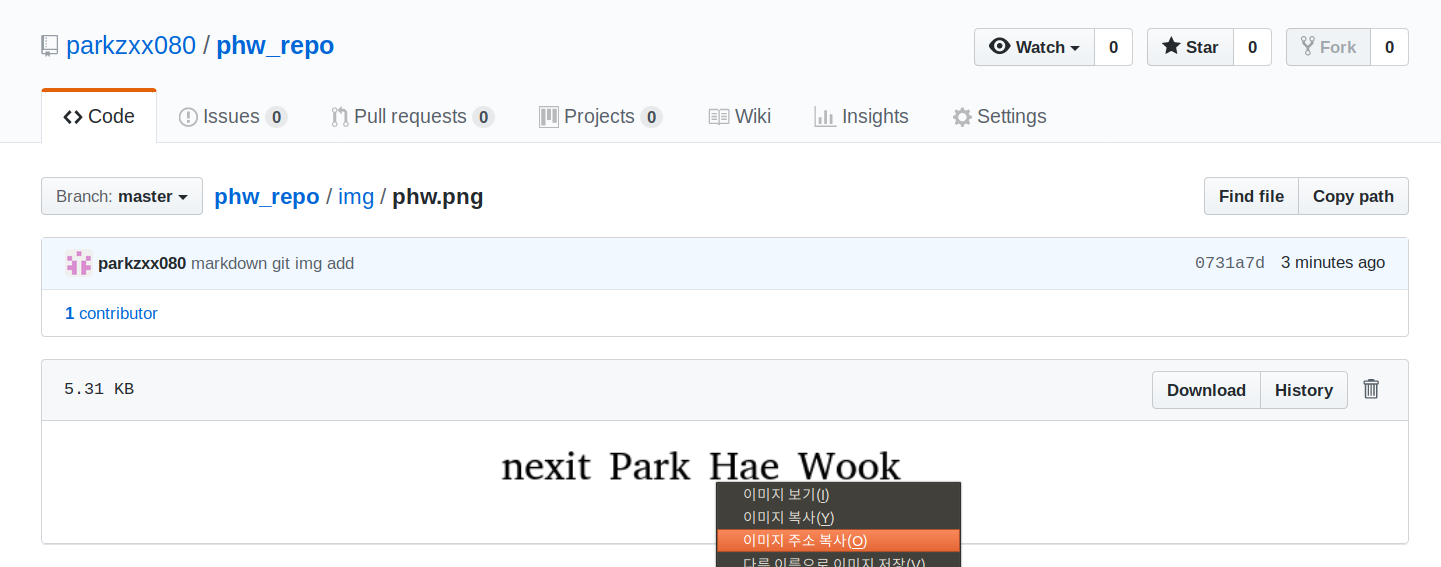 parkzxx080 / phw_repo
Watch 0 Star 0 Fork 0
Code Issues 0 Pull requests 0 Projects 0 Wiki Insights Settings
Branch: master phw_repo / img / phw.png Find file Copy path
parkzxx080 markdown git img add 0731a7d 3 minutes ago
1 contributor
5.31 KB Download History
nexit Park Hae Wook
이미지 보기(I)
이미지 복사(Y)
이미지 주소 복사(O)
다른 이름으로 이미지 저장(V)